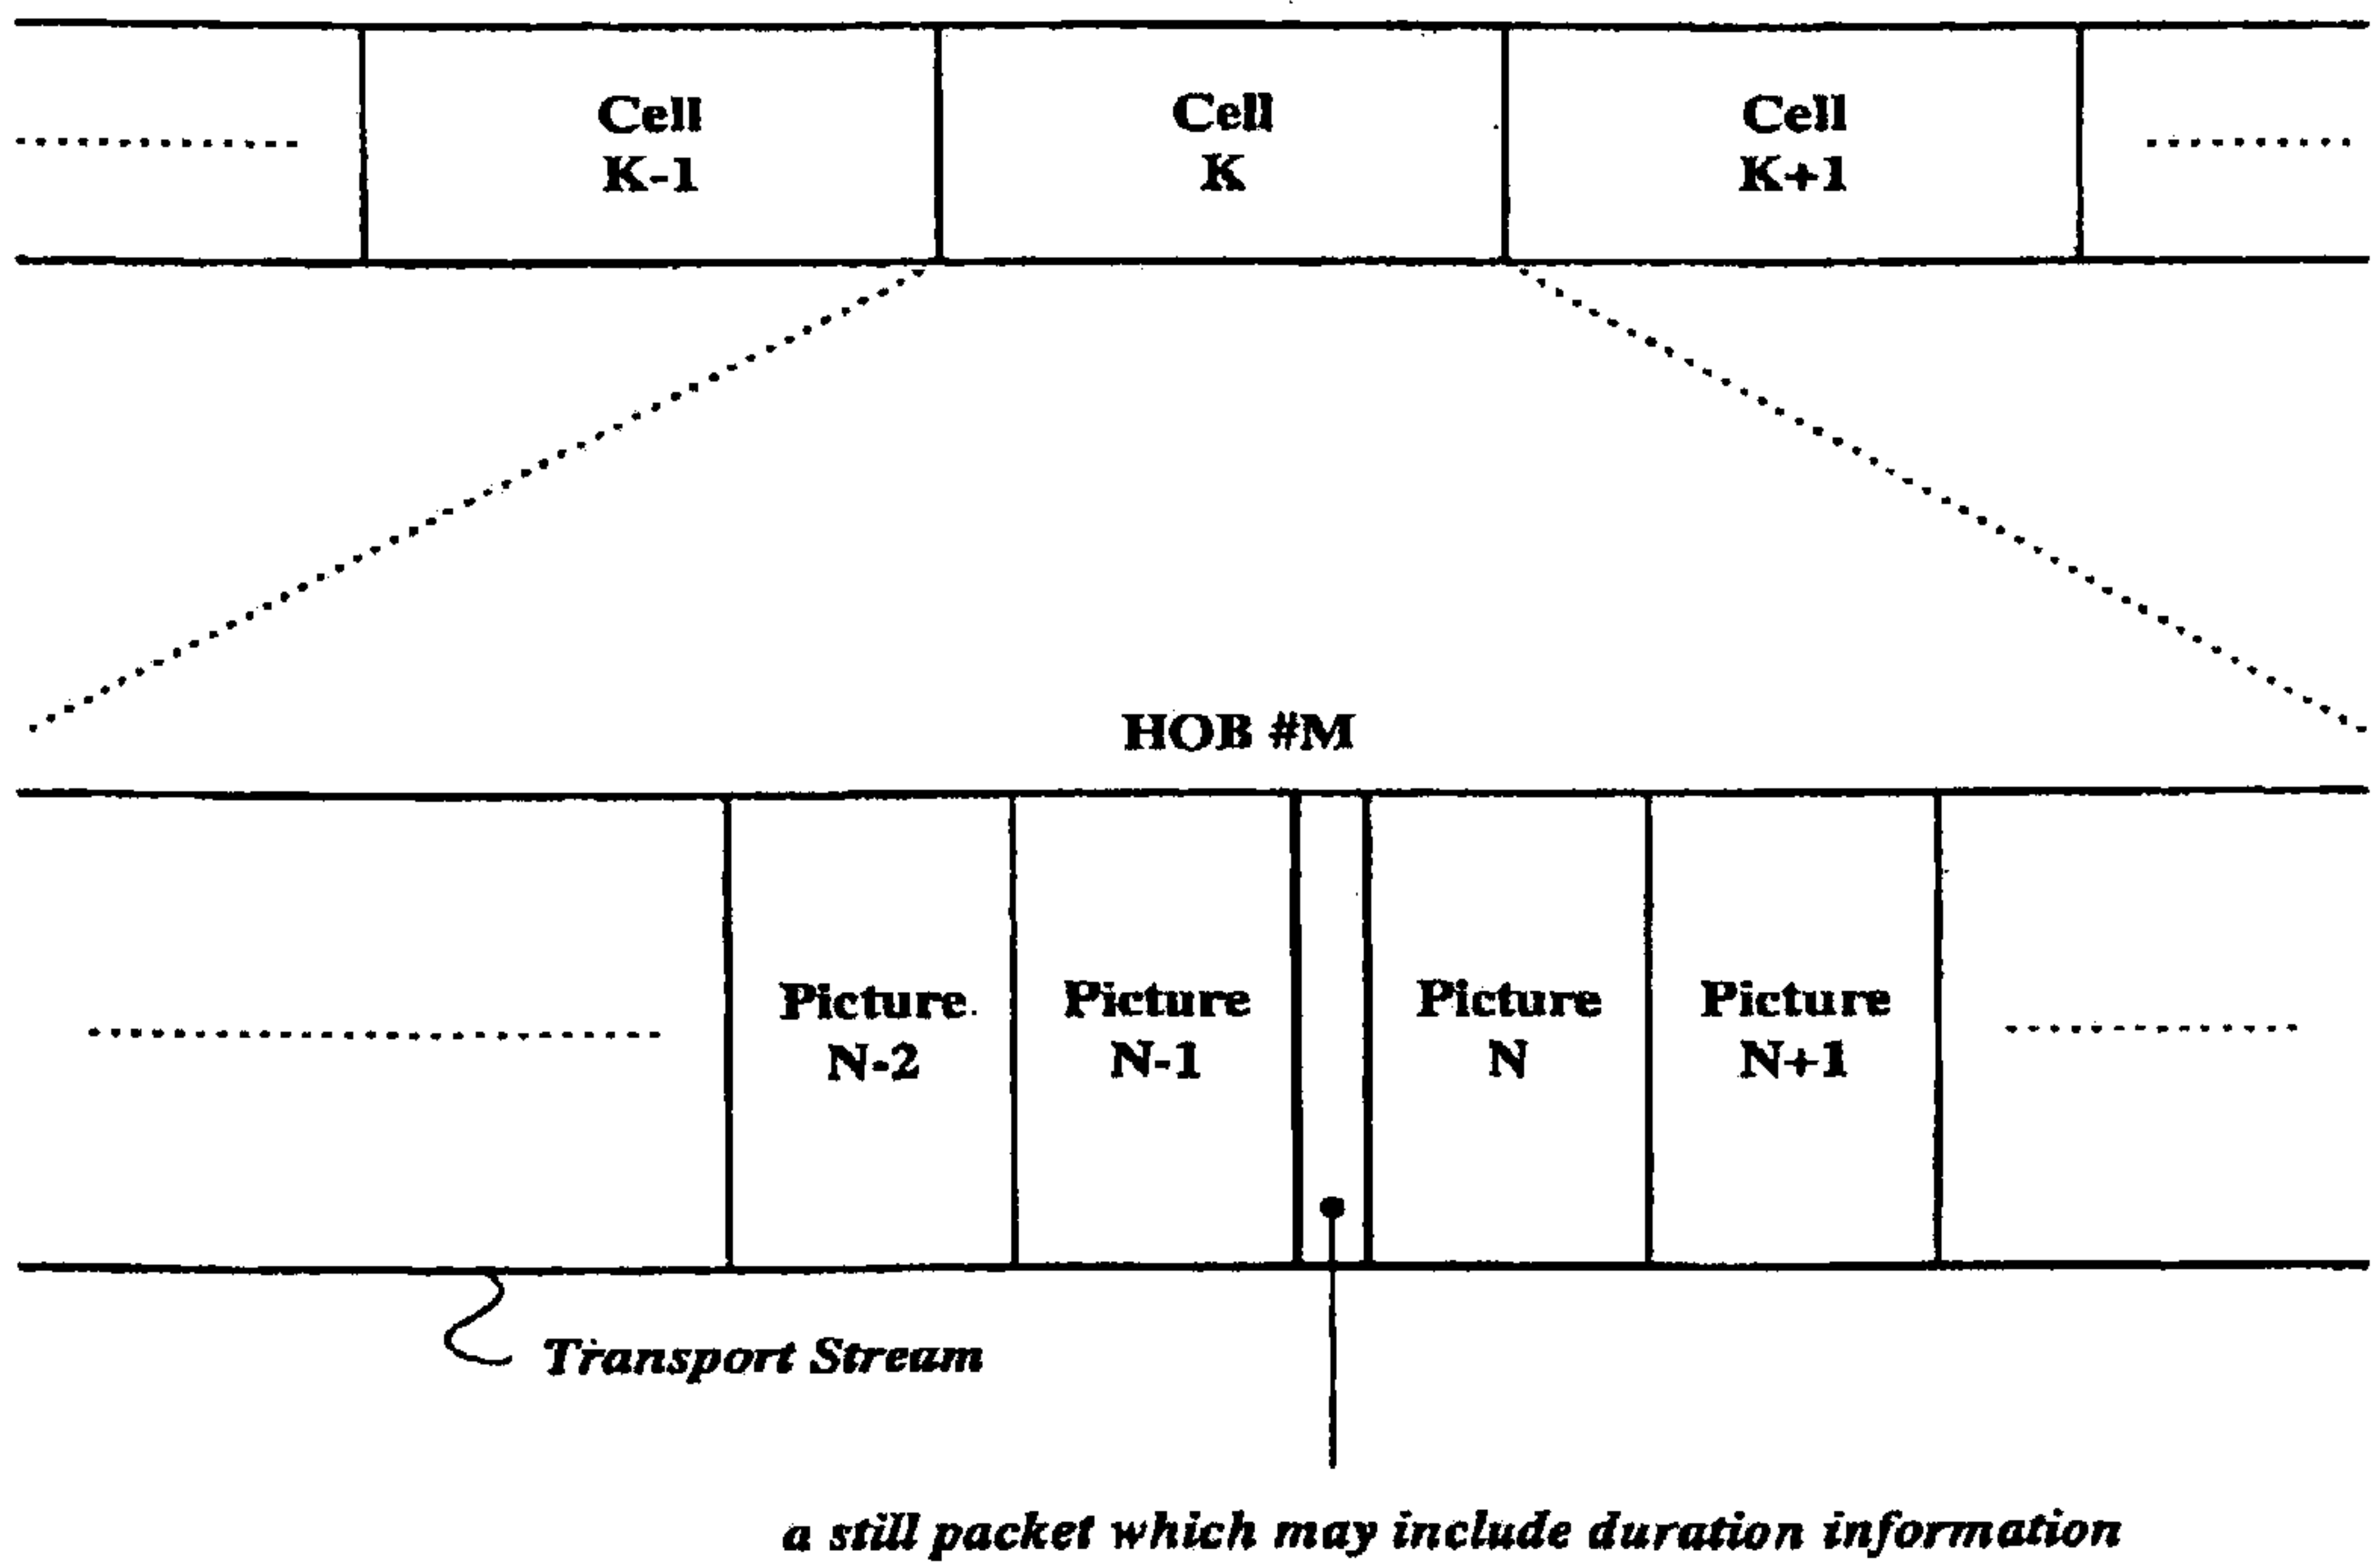 Cell
K-1
Cell
K
Cell
K+1
HOB #M
Picture
N-2
Picture
N-1
Picture
N
Picture
N+1
Transport Stream
a still packet which may include duration information